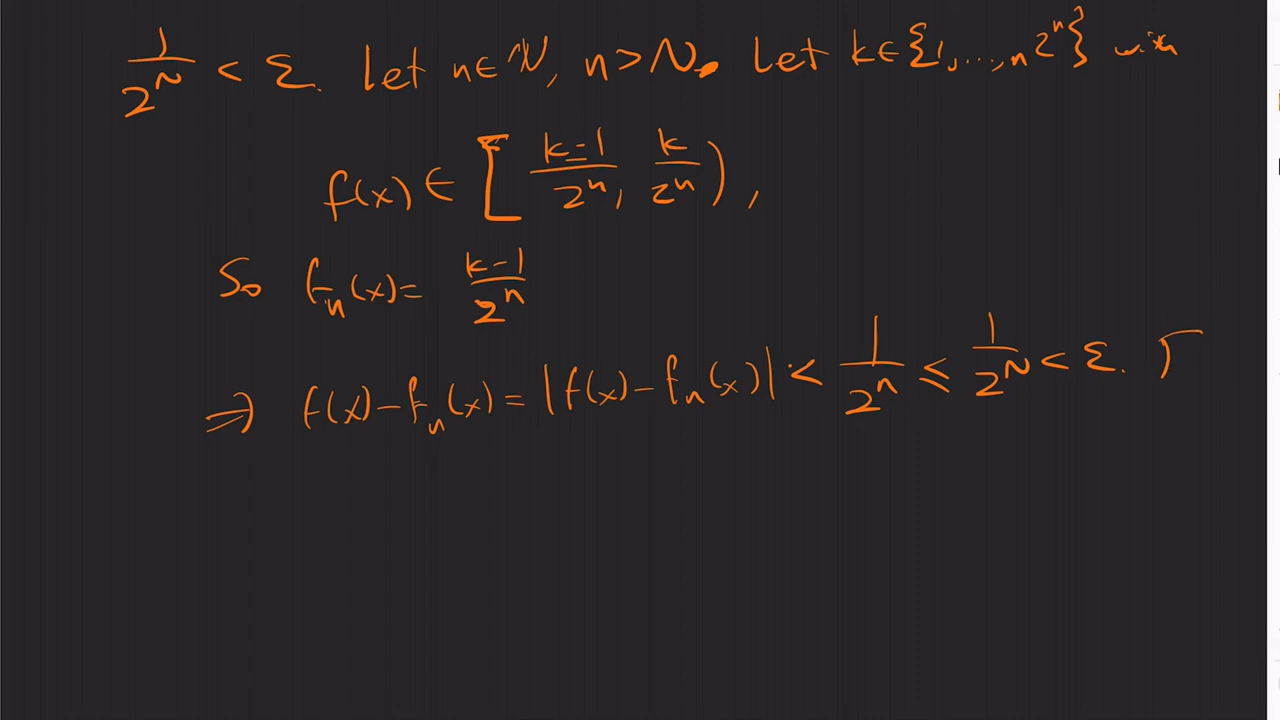 1/2^N < ε. Let n ∈ ℕ, n > N. Let k ∈ {1, ..., n2^n} with
f(x) ∈ [ (k-1)/2^n, k/2^n ),
So f_n(x) = (k-1)/2^n
⇒ f(x) - f_n(x) = |f(x) - f_n(x)| < 1/2^n ≤ 1/2^N < ε.